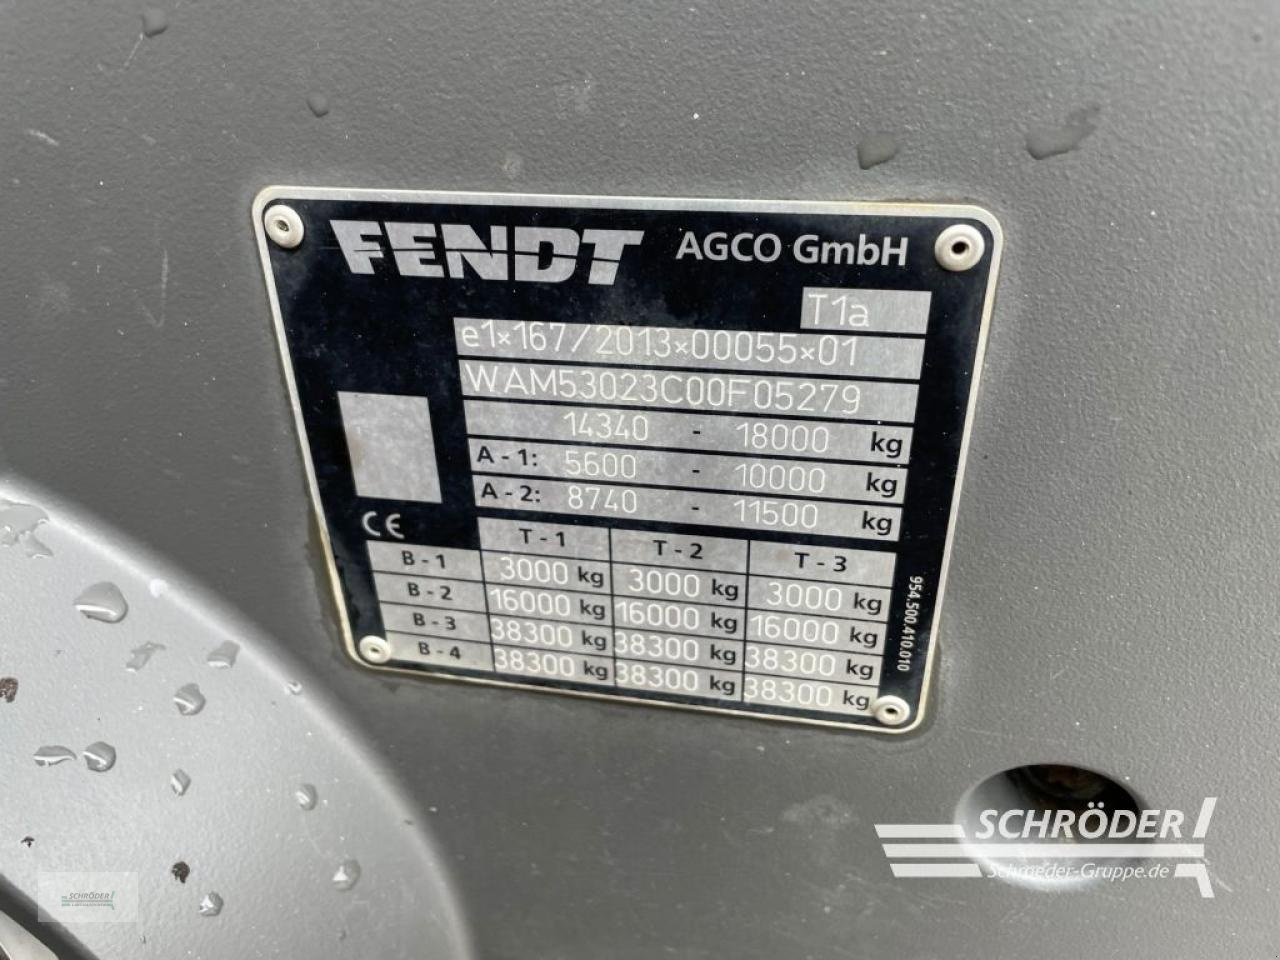 FENDT AGCO GmbH
T1a
e1×167/2013×00055×01
WAM53023C00F05279
14340 - 18000 kg
A - 1: 5600 - 10000 kg
A - 2: 8740 - 11500 kg
CE
T - 1 T - 2 T - 3
B - 1 3000 kg 3000 kg 3000 kg
B - 2 16000 kg 16000 kg 16000 kg
B - 3 38300 kg 38300 kg 38300 kg
B - 4 38300 kg 38300 kg 38300 kg
954.500.410.010
SCHRÖDER
Schroeder-Gruppe.de
SCHRÖDER